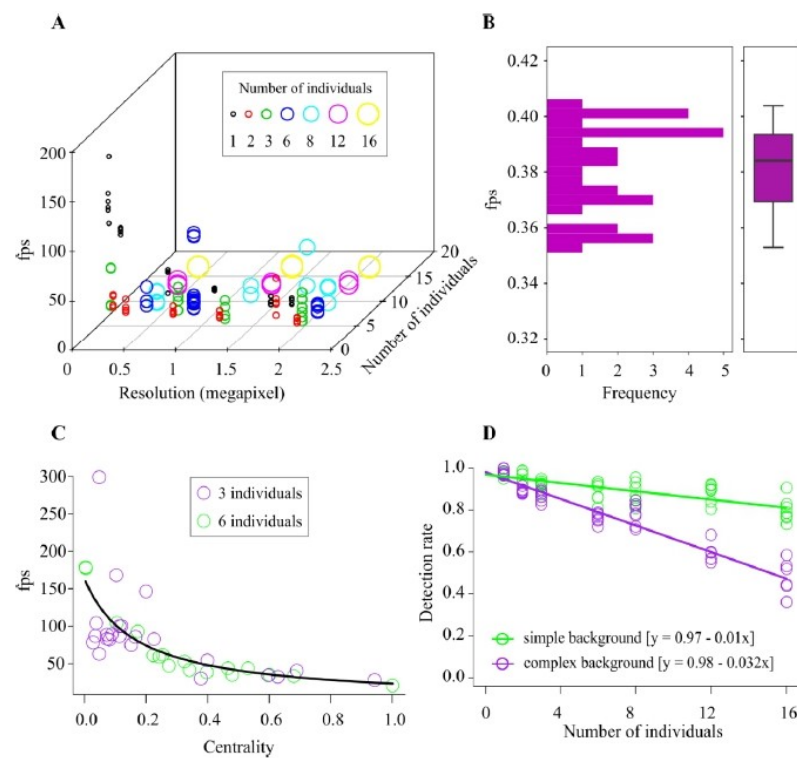 A
Number of individuals
1 2 3 6 8 12 16
200
150
100
50
0
fps
0 0.5 1 1.5 2 2.5
Resolution (megapixel)
0
5
10
15
20
Number of individuals
B
0.42
0.40
0.38
0.36
0.34
0.32
fps
0 1 2 3 4 5
Frequency
C
300
250
200
150
100
50
fps
3 individuals
6 individuals
0.0 0.2 0.4 0.6 0.8 1.0
Centrality
D
1.0
0.8
0.6
0.4
0.2
0.0
Detection rate
simple background [y = 0.97 - 0.01x]
complex background [y = 0.98 - 0.032x]
0 4 8 12 16
Number of individuals